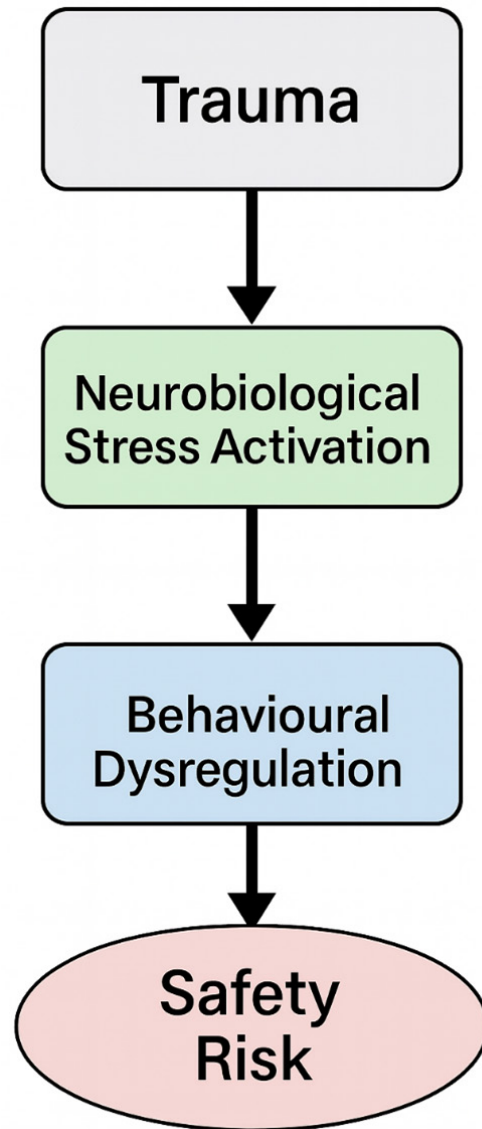 Trauma
Neurobiological
Stress Activation
Behavioural
Dysregulation
Safety
Risk